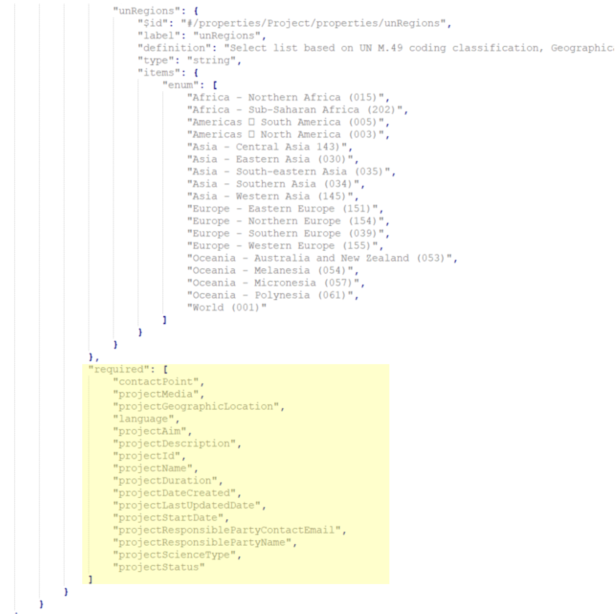 "unRegions": {
"$id": "#/properties/Project/properties/unRegions",
"label": "unRegions",
"definition": "Select list based on UN M.49 coding classification, Geographic
"type": "string",
"items": {
"enum": [
"Africa - Northern Africa (015)",
"Africa - Sub-Saharan Africa (202)",
"Americas □ South America (005)",
"Americas □ North America (003)",
"Asia - Central Asia 143)",
"Asia - Eastern Asia (030)",
"Asia - South-eastern Asia (035)",
"Asia - Southern Asia (034)",
"Asia - Western Asia (145)",
"Europe - Eastern Europe (151)",
"Europe - Northern Europe (154)",
"Europe - Southern Europe (039)",
"Europe - Western Europe (155)",
"Oceania - Australia and New Zealand (053)",
"Oceania - Melanesia (054)",
"Oceania - Micronesia (057)",
"Oceania - Polynesia (061)",
"World (001)"
]
}
}
},
"required": [
"contactPoint",
"projectMedia",
"projectGeographicLocation",
"language",
"projectAim",
"projectDescription",
"projectId",
"projectName",
"projectDuration",
"projectDateCreated",
"projectLastUpdatedDate",
"projectStartDate",
"projectResponsiblePartyContactEmail",
"projectResponsiblePartyName",
"projectScienceType",
"projectStatus"
]
}
}